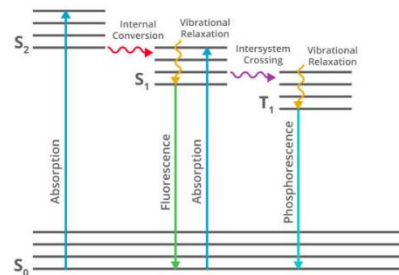 Internal
Conversion
Vibrational
Relaxation
Intersystem
Crossing
Vibrational
Relaxation
S2
S1
T1
Absorption
Fluorescence
Absorption
Phosphorescence
S0